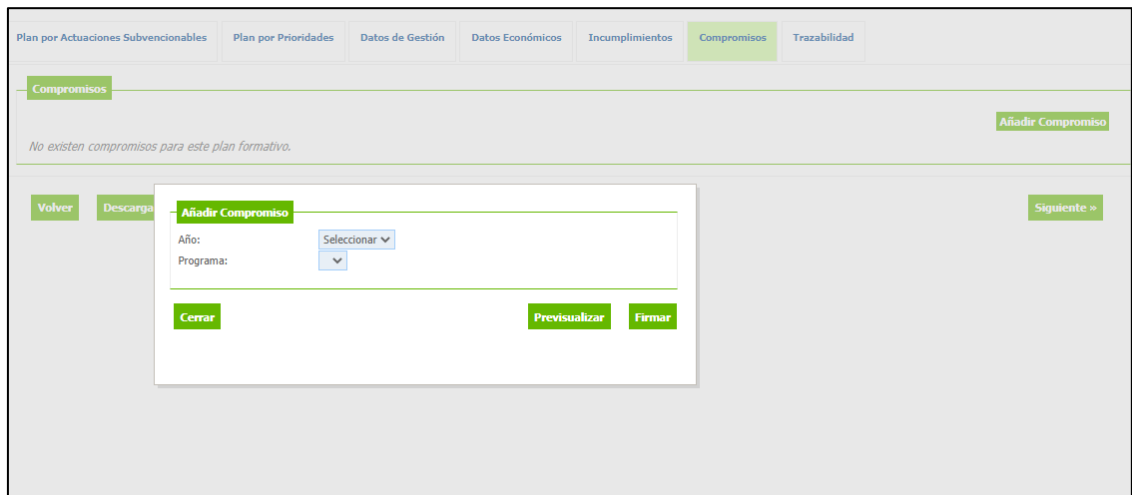 Plan por Actuaciones Subvencionables Plan por Prioridades Datos de Gestión Datos Económicos Incumplimientos Compromisos Trazabilidad
Compromisos
Añadir Compromiso
No existen compromisos para este plan formativo.
Volver Descarga Siguiente »
Añadir Compromiso
Año: Seleccionar
Programa:
Cerrar Previsualizar Firmar